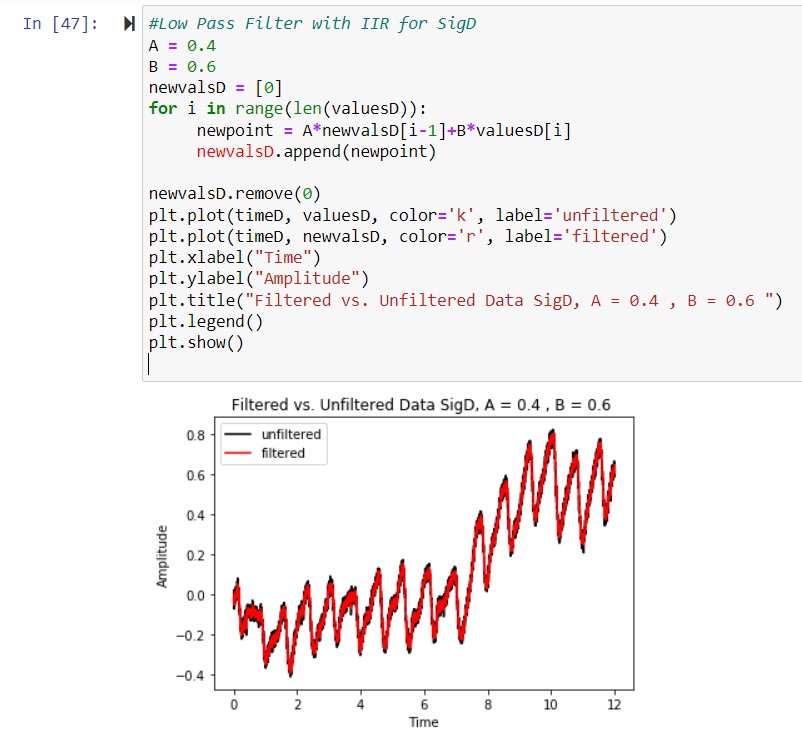 In [47]:
#Low Pass Filter with IIR for SigD
A = 0.4
B = 0.6
newvalsD = [0]
for i in range(len(valuesD)):
     newpoint = A*newvalsD[i-1]+B*valuesD[i]
     newvalsD.append(newpoint)
newvalsD.remove(0)
plt.plot(timeD, valuesD, color='k', label='unfiltered')
plt.plot(timeD, newvalsD, color='r', label='filtered')
plt.xlabel("Time")
plt.ylabel("Amplitude")
plt.title("Filtered vs. Unfiltered Data SigD, A = 0.4 , B = 0.6 ")
plt.legend()
plt.show()
Filtered vs. Unfiltered Data SigD, A = 0.4 , B = 0.6
unfiltered
filtered
Amplitude
0.8
0.6
0.4
0.2
0.0
−0.2
−0.4
0 2 4 6 8 10 12
Time